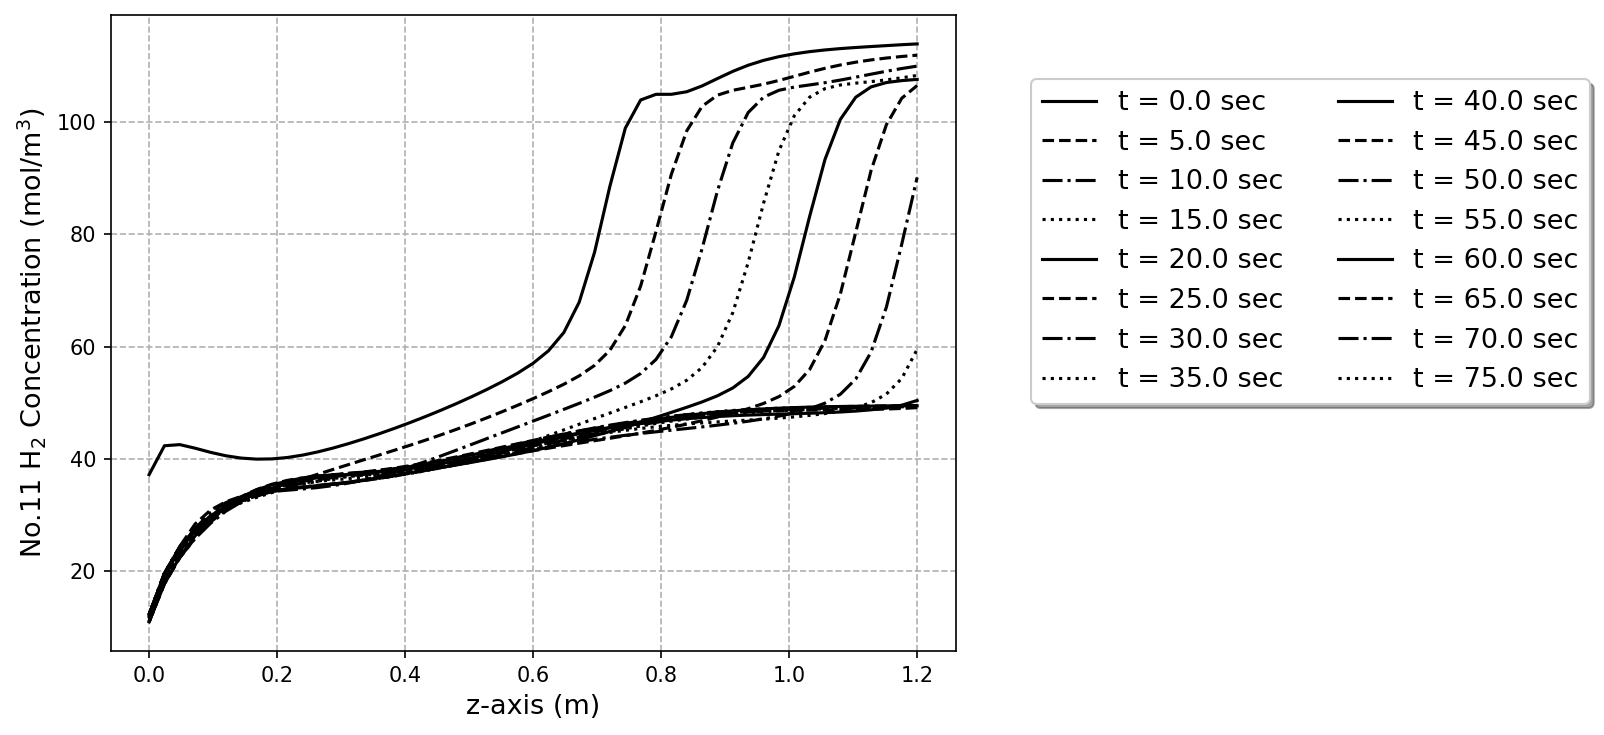 No.11 H₂ Concentration (mol/m³)
100
80
60
40
20
0.0 0.2 0.4 0.6 0.8 1.0 1.2
z-axis (m)
t = 0.0 sec
t = 5.0 sec
t = 10.0 sec
t = 15.0 sec
t = 20.0 sec
t = 25.0 sec
t = 30.0 sec
t = 35.0 sec
t = 40.0 sec
t = 45.0 sec
t = 50.0 sec
t = 55.0 sec
t = 60.0 sec
t = 65.0 sec
t = 70.0 sec
t = 75.0 sec